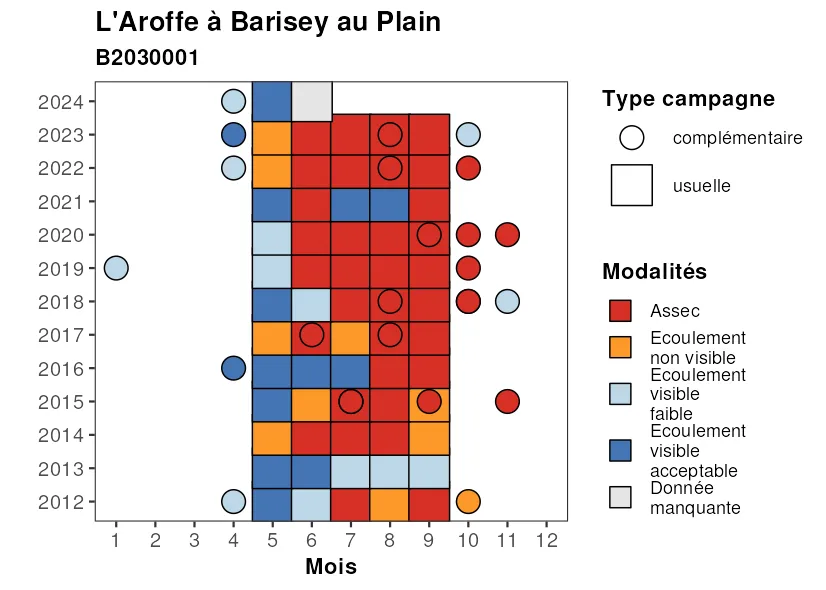 L'Aroffe à Barisey au Plain
B2030001
2024
2023
2022
2021
2020
2019
2018
2017
2016
2015
2014
2013
2012
1 2 3 4 5 6 7 8 9 10 11 12
Mois
Type campagne
complémentaire
usuelle
Modalités
Assec
Ecoulement
non visible
Ecoulement
visible
faible
Ecoulement
visible
acceptable
Donnée
manquante